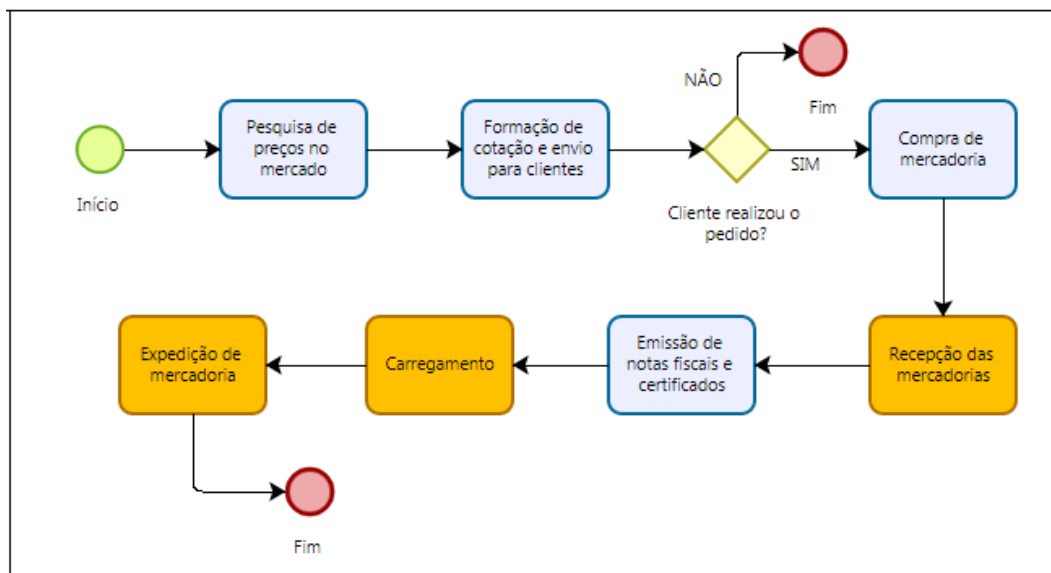 NÃO
Fim
Pesquisa de
preços no
mercado
Formação de
cotação e envio
para clientes
Compra de
mercadoria
SIM
Início
Cliente realizou o
pedido?
Expedição de
mercadoria
Carregamento
Emissão de
notas fiscais e
certificados
Recepção das
mercadorias
Fim